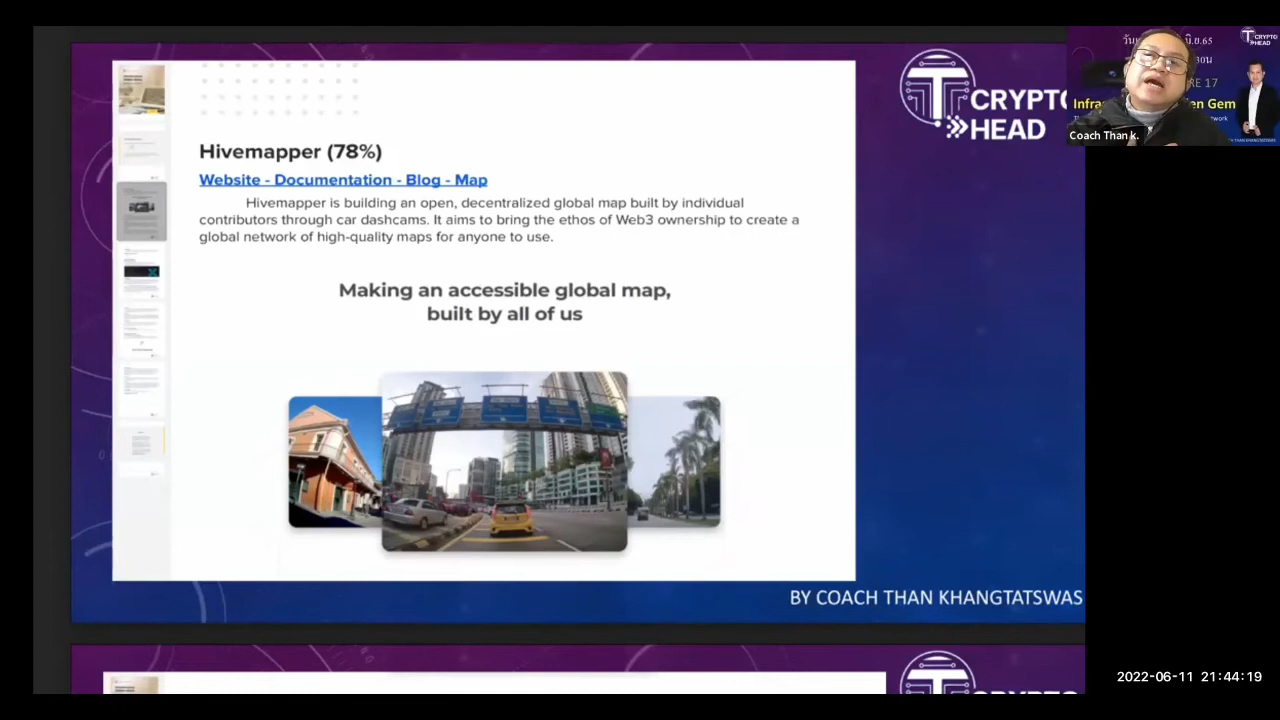 Hivemapper (78%)
Website - Documentation - Blog - Map
Hivemapper is building an open, decentralized global map built by individual
contributors through car dashcams. It aims to bring the ethos of Web3 ownership to create a
global network of high-quality maps for anyone to use.
Making an accessible global map,
built by all of us
CRYPTO
HEAD
BY COACH THAN KHANGTATSWAS
CRYPTO
HEAD
Coach Than k.
2022-06-11 21:44:19